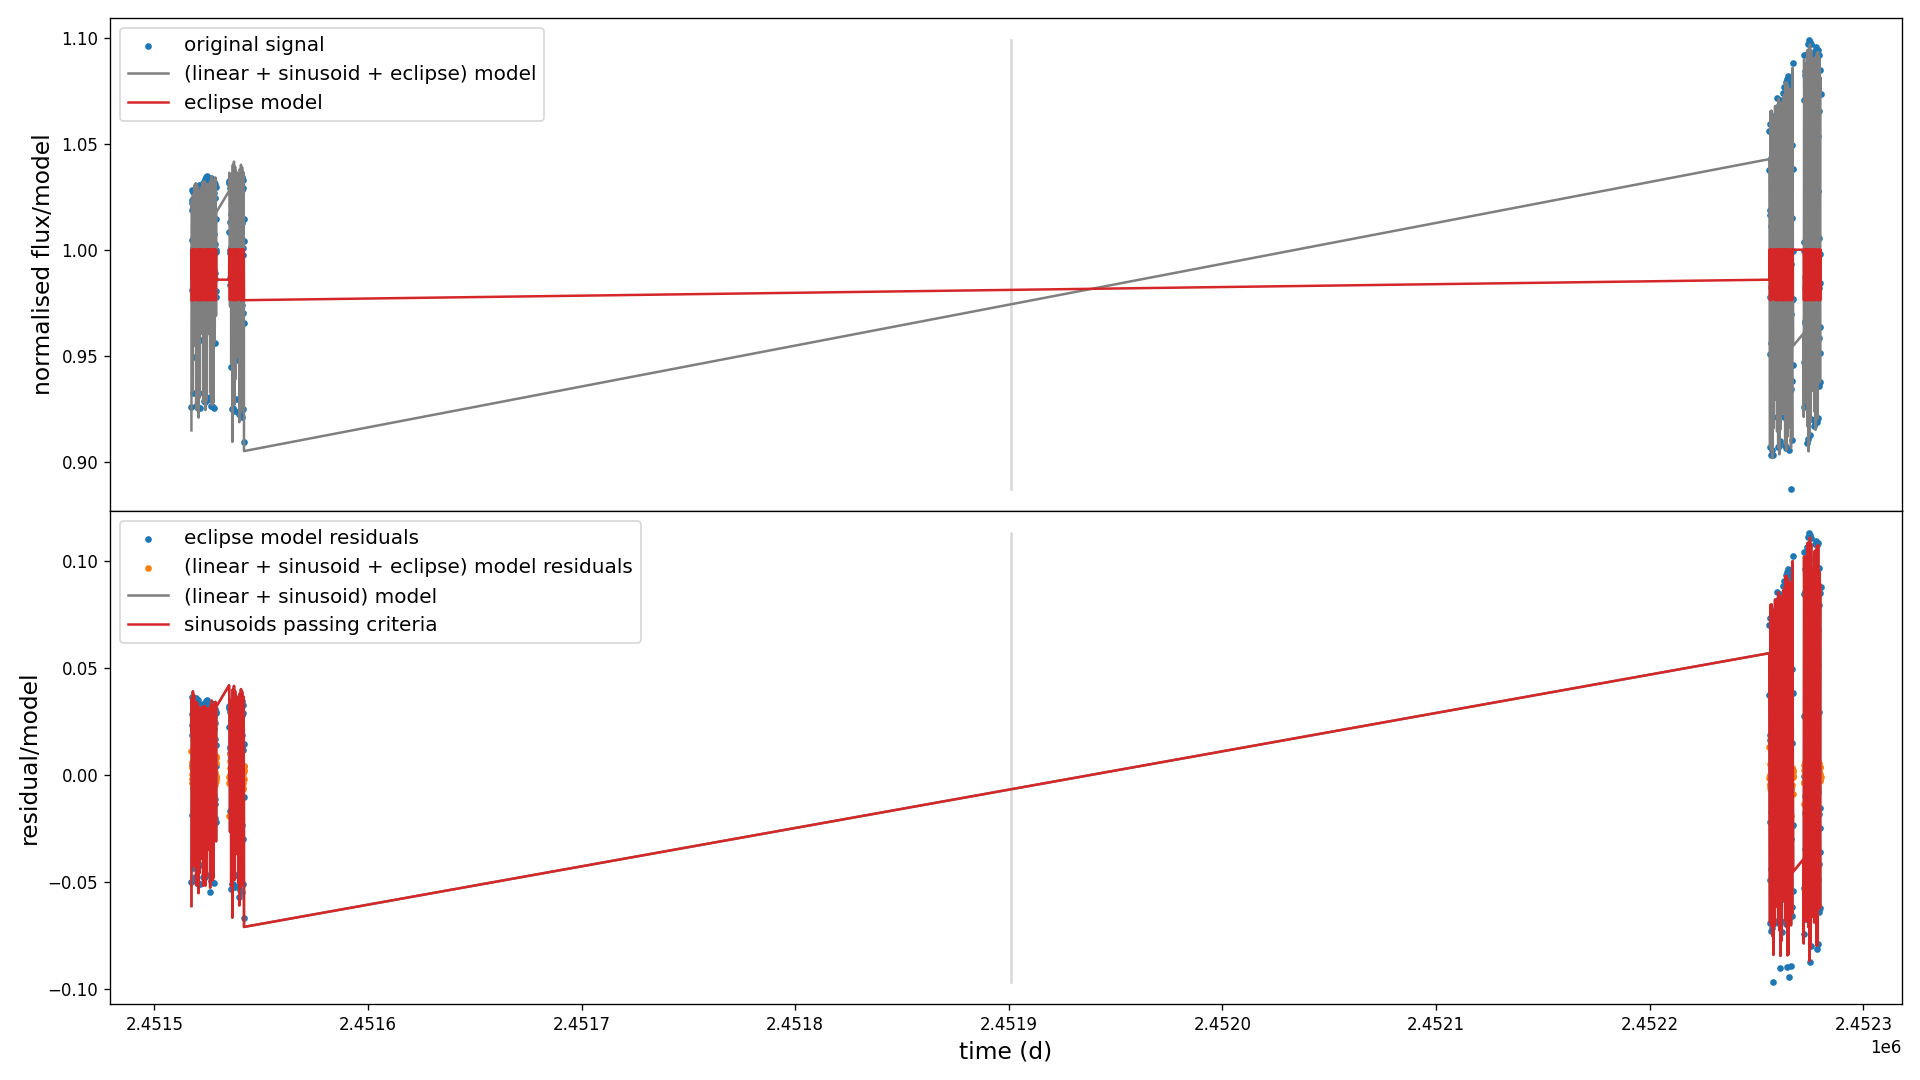 original signal
(linear + sinusoid + eclipse) model
eclipse model
1.10
1.05
1.00
0.95
0.90
normalised flux/model
eclipse model residuals
(linear + sinusoid + eclipse) model residuals
(linear + sinusoid) model
sinusoids passing criteria
0.10
0.05
0.00
−0.05
−0.10
residual/model
2.4515 2.4516 2.4517 2.4518 2.4519 2.4520 2.4521 2.4522 2.4523
1e6
time (d)